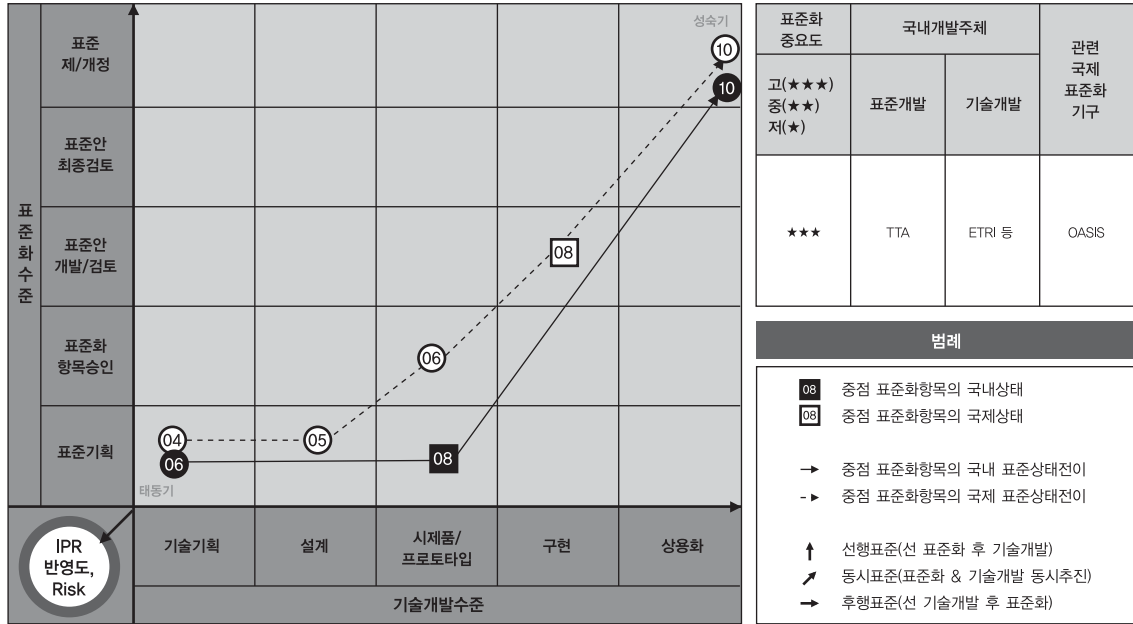 성숙기
표준
제/개정
표준안
최종검토
표준안
개발/검토
표준화
항목승인
표준기획
표준화수준
10
10
08
06
04
05
06
08
태동기
IPR
반영도,
Risk
기술기획
설계
시제품/
프로토타입
구현
상용화
기술개발수준
표준화
중요도
국내개발주체
관련
국제
표준화
기구
고(★★★)
중(★★)
저(★)
표준개발
기술개발
★★★
TTA
ETRI 등
OASIS
범례
08 중점 표준화항목의 국내상태
08 중점 표준화항목의 국제상태
중점 표준화항목의 국내 표준상태전이
중점 표준화항목의 국제 표준상태전이
선행표준(선 표준화 후 기술개발)
동시표준(표준화 & 기술개발 동시추진)
후행표준(선 기술개발 후 표준화)